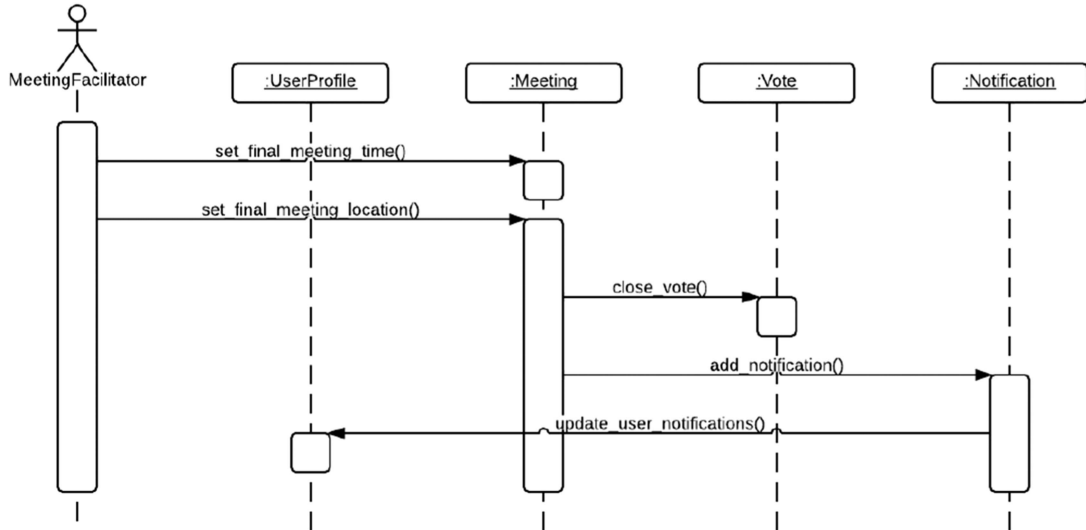 MeetingFacilitator
:UserProfile
:Meeting
:Vote
:Notification
set_final_meeting_time()
set_final_meeting_location()
close_vote()
add_notification()
update_user_notifications()